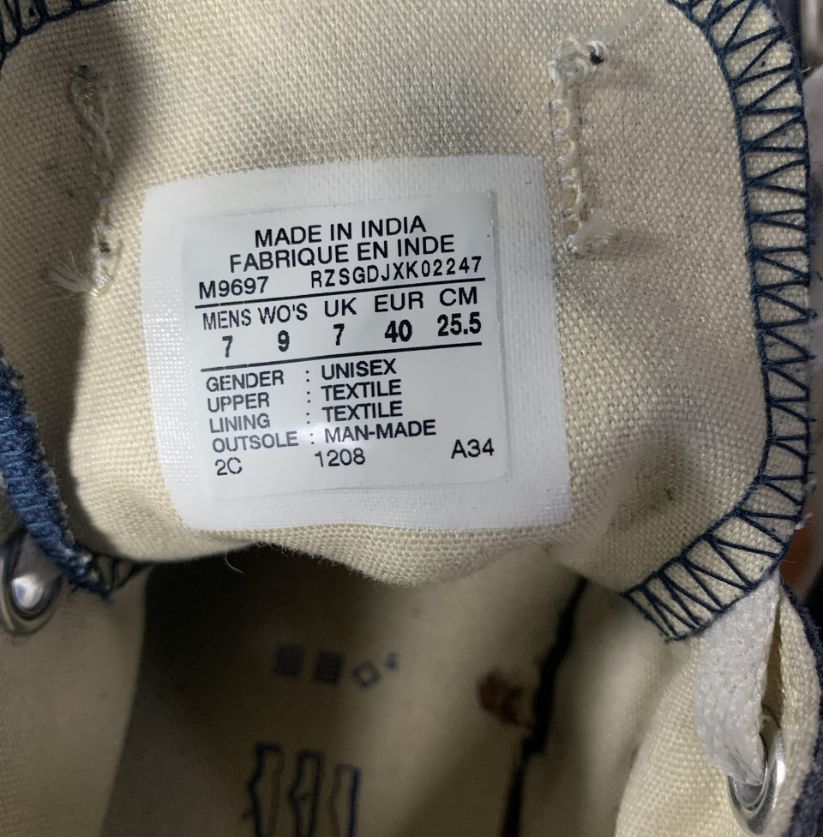 MADE IN INDIA
FABRIQUE EN INDE
M9697 RZSGDJXK02247
MENS WO'S UK EUR CM
7 9 7 40 25.5
GENDER : UNISEX
UPPER : TEXTILE
LINING : TEXTILE
OUTSOLE : MAN-MADE
2C 1208 A34